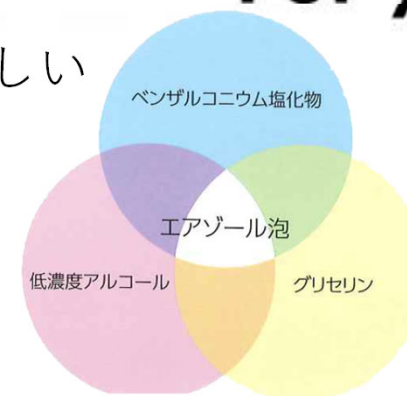 しい
ベンザルコニウム塩化物
エアゾール泡
低濃度アルコール
グリセリン